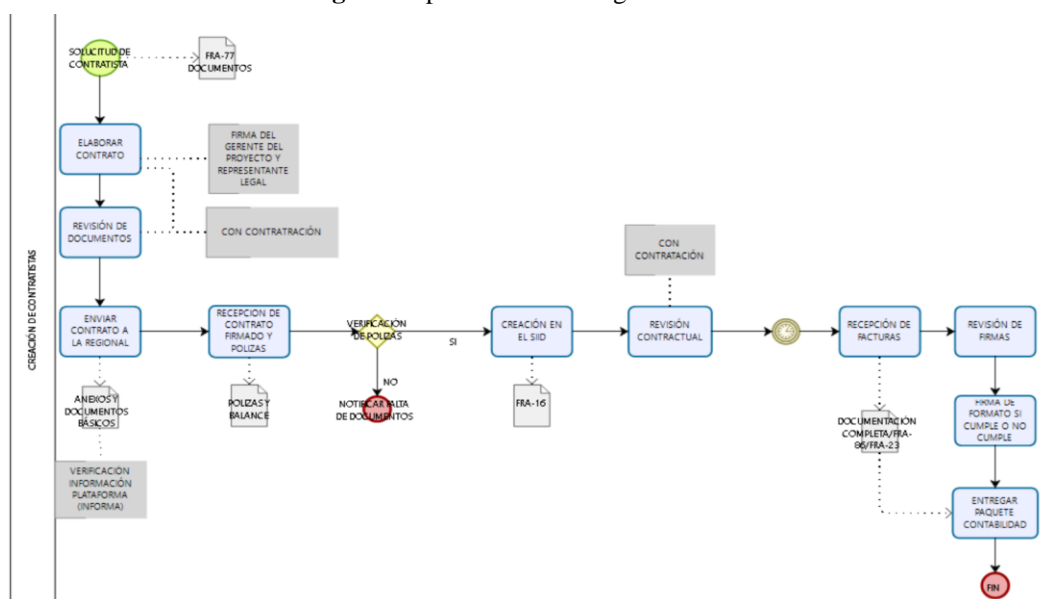 SOLUCITUD DE
CONTRATISTA
FRA-77
DOCUMENTOS
ELABORAR
CONTRATO
FIRMA DEL
GERENTE DEL
PROYECTO Y
REPRESENTANTE
LEGAL
REVISIÓN DE
DOCUMENTOS
CON CONTRATRACIÓN
CREACIÓN DE CONTRATISTAS
CON
CONTRATACIÓN
ENVIAR
CONTRATO A
LA REGIONAL
RECEPCION DE
CONTRATO
FIRMADO Y
POLIZAS
VERIFICACIÓN
DE POLIZAS
SI
NO
CREACIÓN EN
EL SIID
REVISIÓN
CONTRACTUAL
RECEPCIÓN DE
FACTURAS
REVISIÓN DE
FIRMAS
ANEXOS Y
DOCUMENTOS
BÁSICOS
POLIZAS Y
BALANCE
NOTIFICAR FALTA
DE DOCUMENTOS
FRA-16
DOCUMENTACIÓN
COMPLETA/FRA-
86/FRA-23
FIRMA DE
FORMATO SI
CUMPLE O NO
CUMPLE
VERIFICACIÓN
INFORMACIÓN
PLATAFORMA
(INFORMA)
ENTREGAR
PAQUETE
CONTABILIDAD
FIN